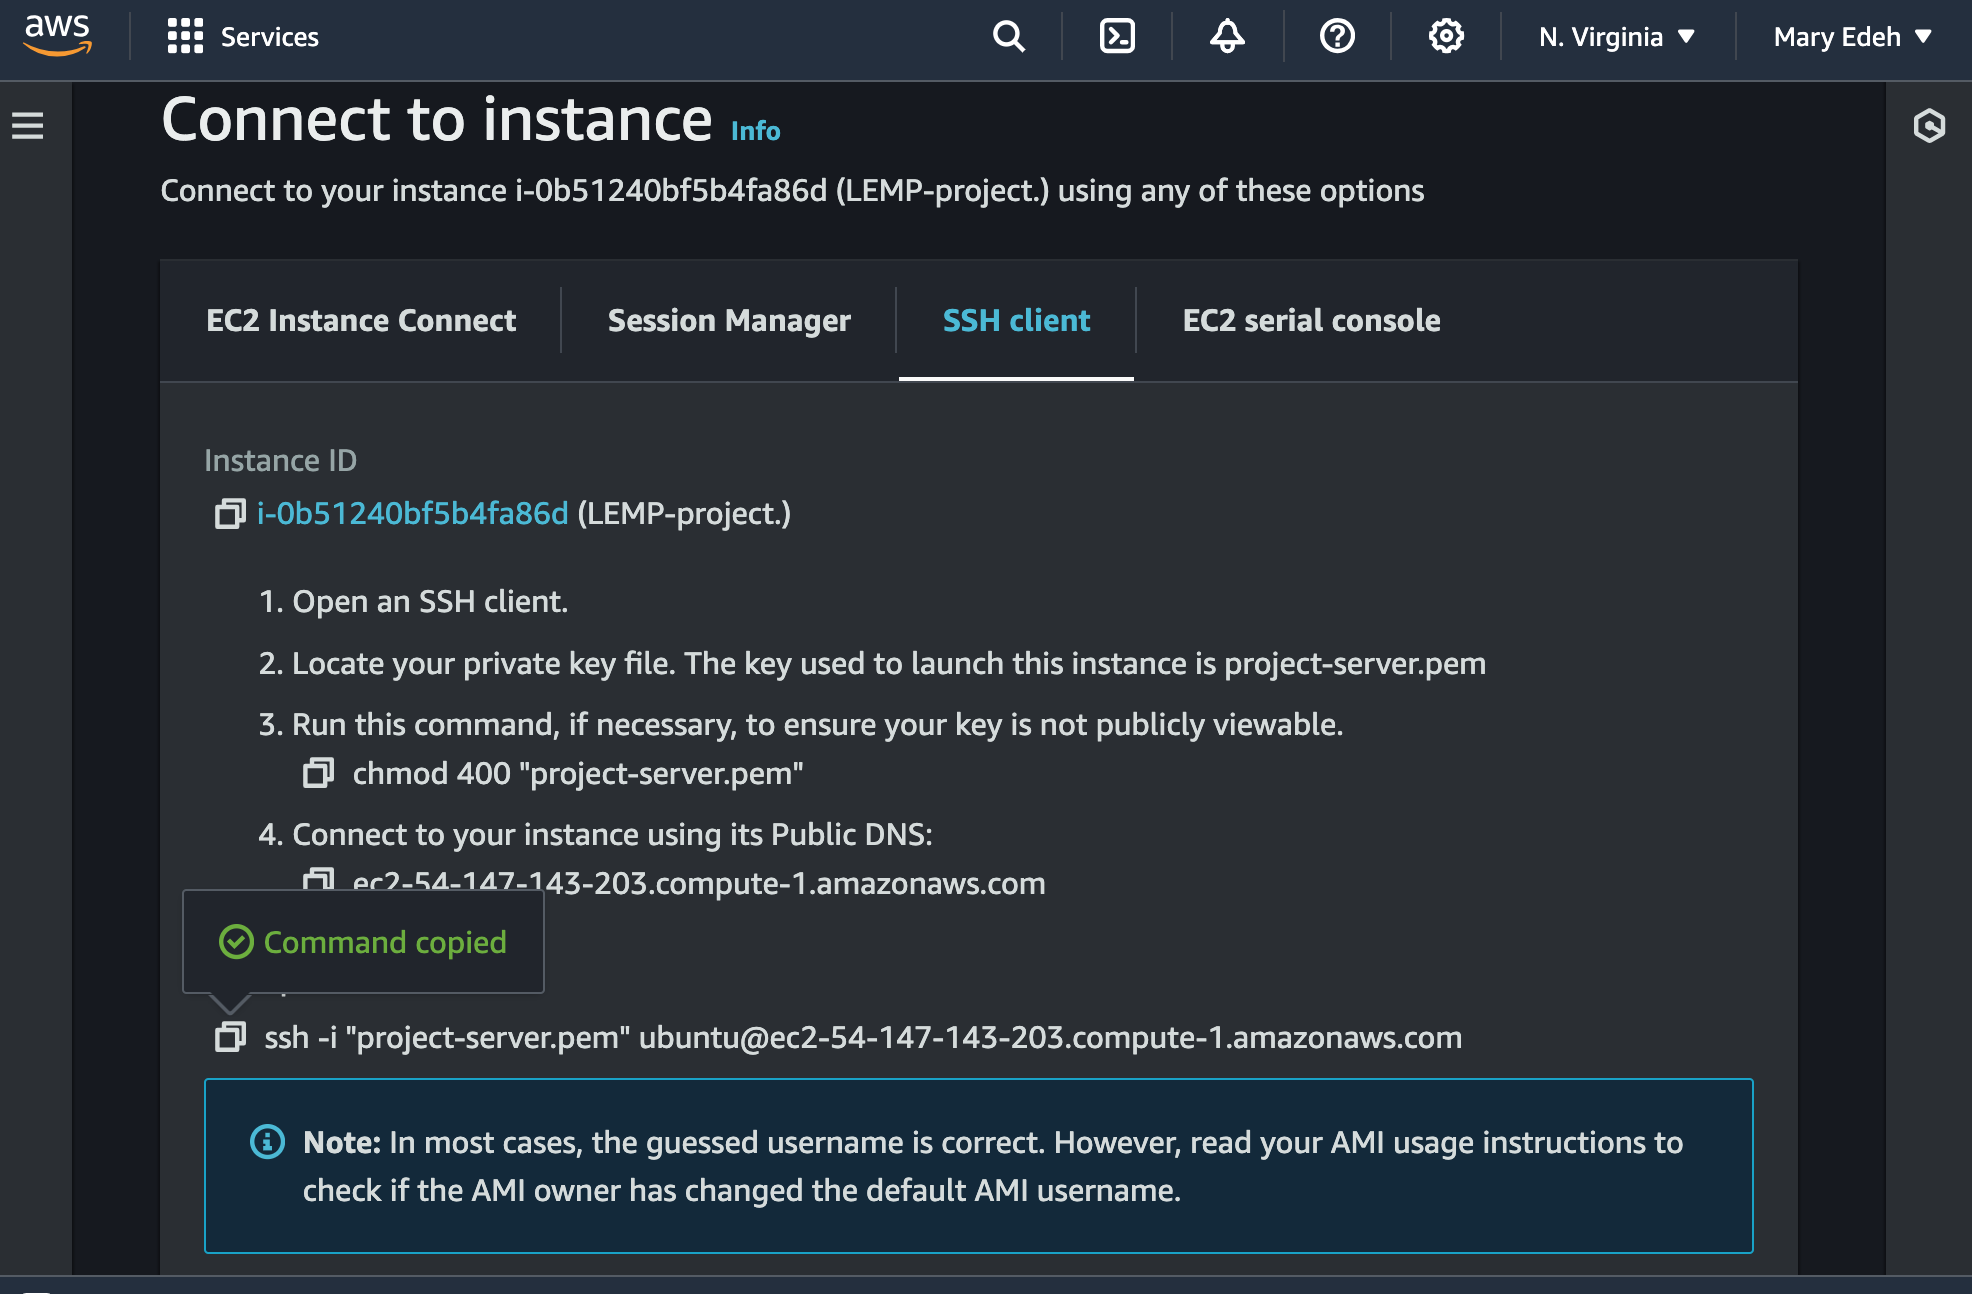 aws
Services
N. Virginia
Mary Edeh
Connect to instance Info
Connect to your instance i-0b51240bf5b4fa86d (LEMP-project.) using any of these options
EC2 Instance Connect
Session Manager
SSH client
EC2 serial console
Instance ID
i-0b51240bf5b4fa86d (LEMP-project.)
1. Open an SSH client.
2. Locate your private key file. The key used to launch this instance is project-server.pem
3. Run this command, if necessary, to ensure your key is not publicly viewable.
chmod 400 "project-server.pem"
4. Connect to your instance using its Public DNS:
ec2-54-147-143-203.compute-1.amazonaws.com
Command copied
ssh -i "project-server.pem" ubuntu@ec2-54-147-143-203.compute-1.amazonaws.com
Note: In most cases, the guessed username is correct. However, read your AMI usage instructions to
check if the AMI owner has changed the default AMI username.